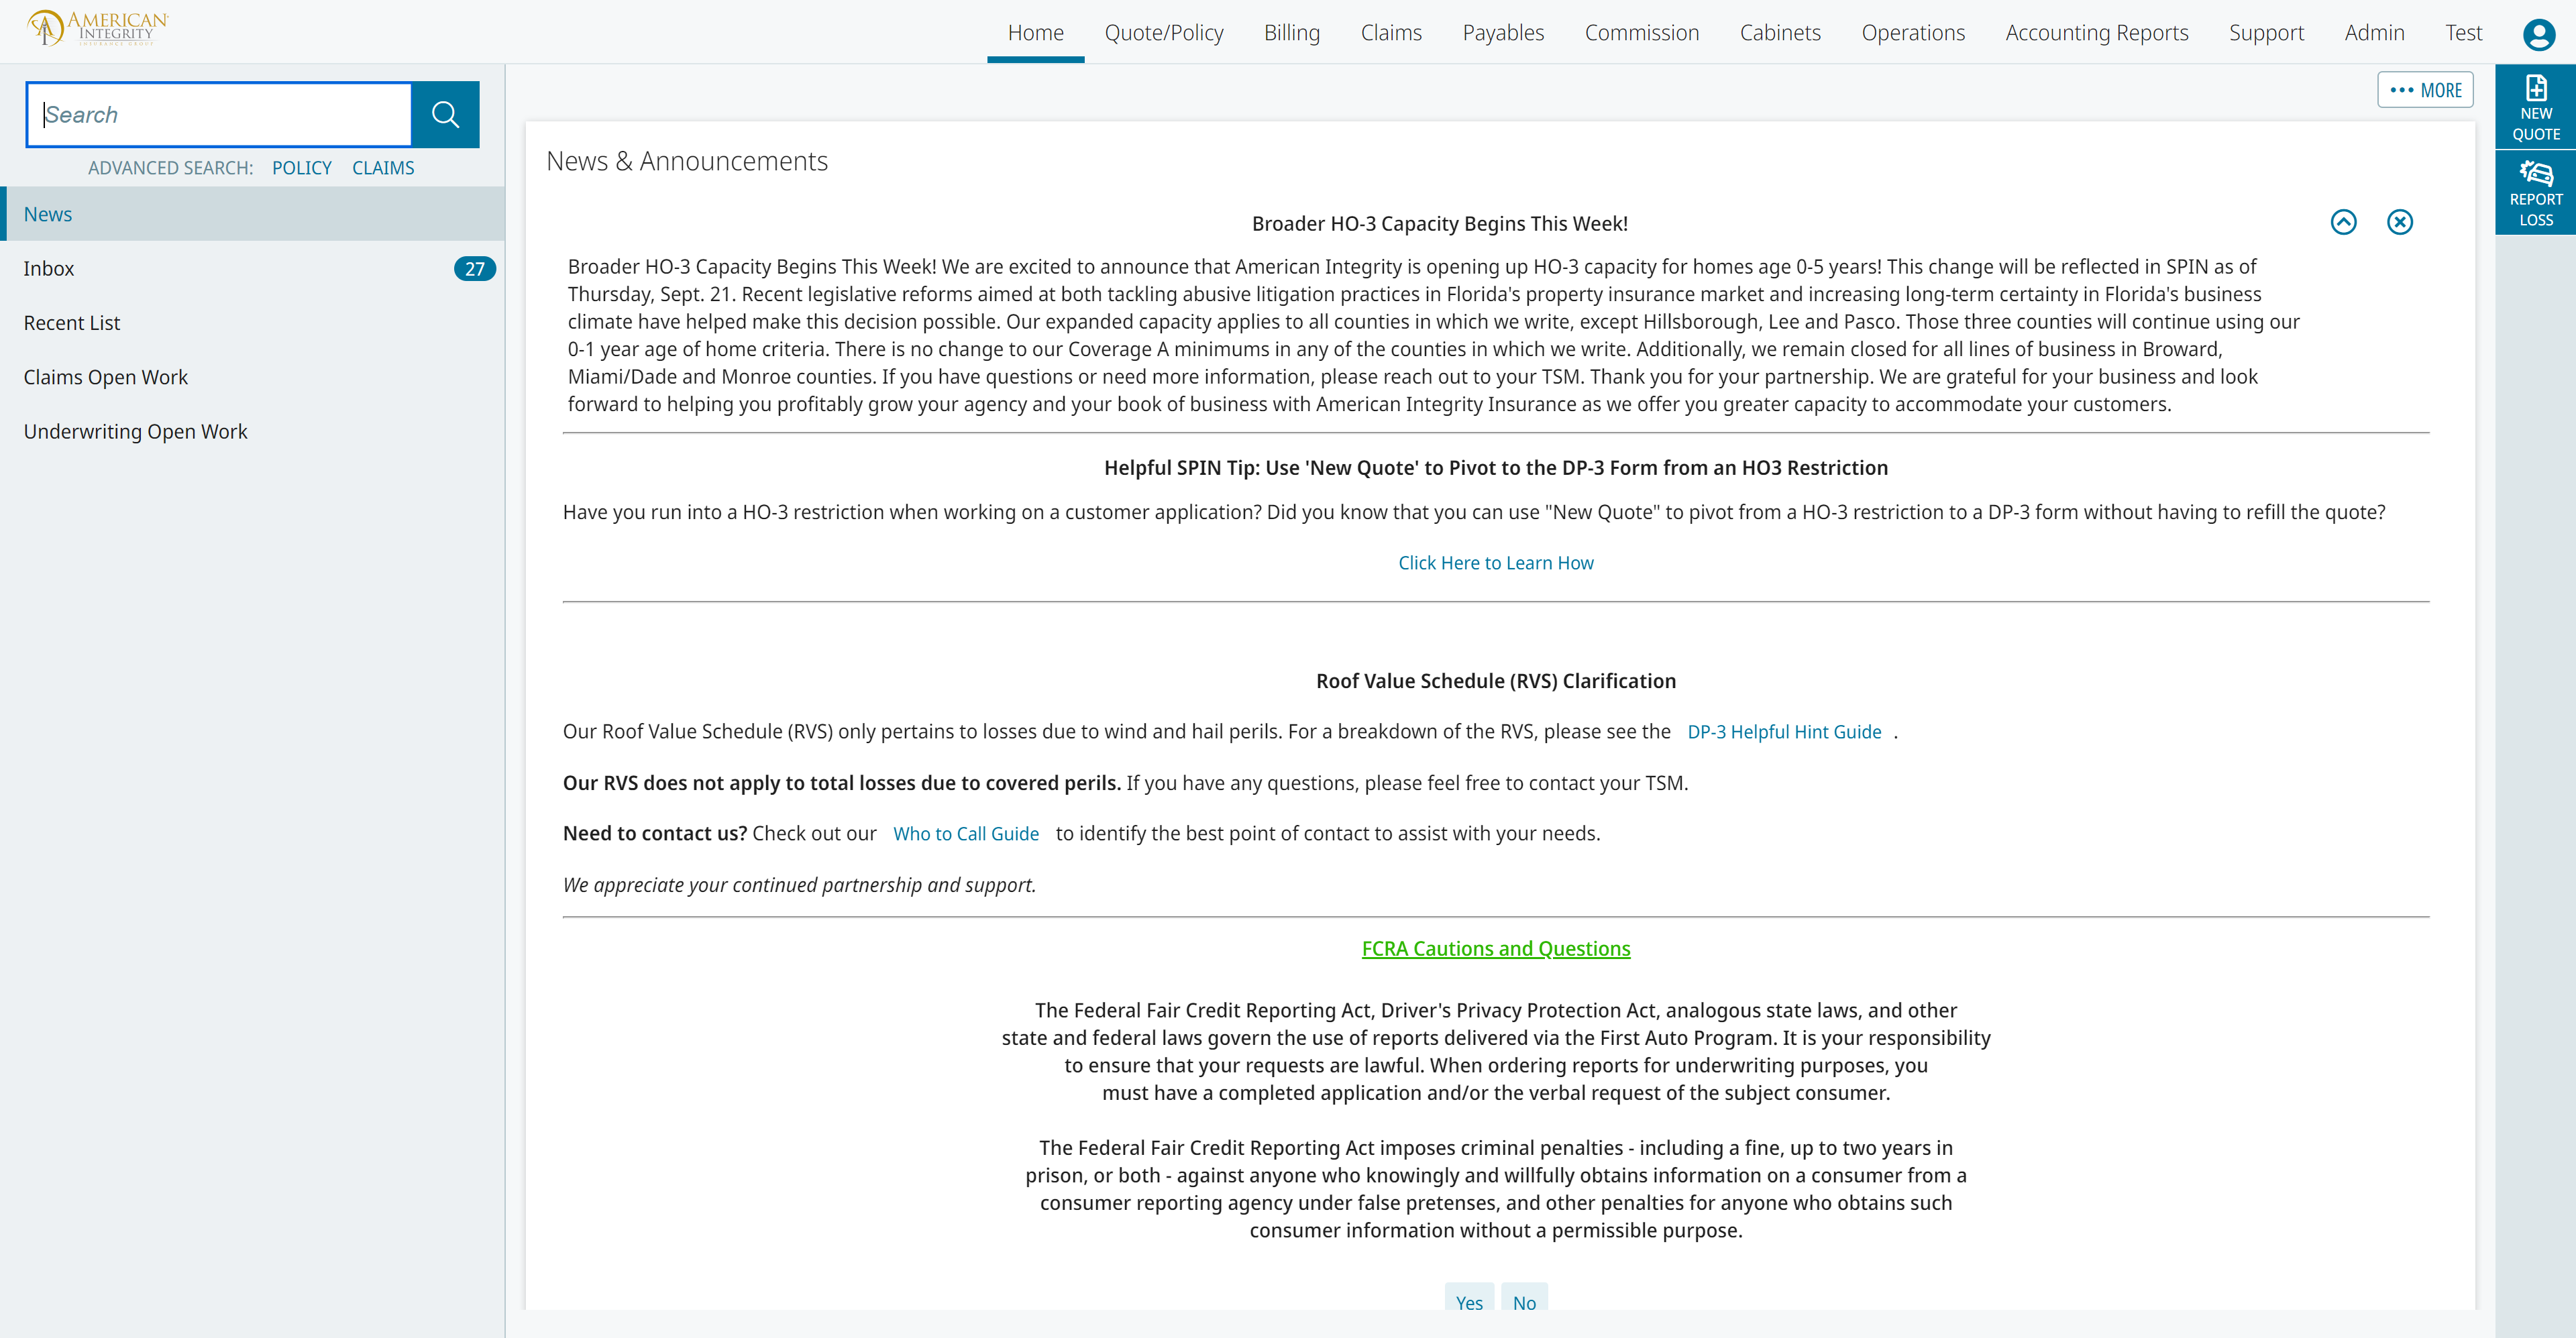 AMERICAN
INTEGRITY
INSURANCE GROUP
Home Quote/Policy Billing Claims Payables Commission Cabinets Operations Accounting Reports Support Admin Test
Search
ADVANCED SEARCH: POLICY CLAIMS
News
Inbox 27
Recent List
Claims Open Work
Underwriting Open Work
••• MORE
NEW
QUOTE
REPORT
LOSS
News & Announcements
Broader HO-3 Capacity Begins This Week!
Broader HO-3 Capacity Begins This Week! We are excited to announce that American Integrity is opening up HO-3 capacity for homes age 0-5 years! This change will be reflected in SPIN as of
Thursday, Sept. 21. Recent legislative reforms aimed at both tackling abusive litigation practices in Florida's property insurance market and increasing long-term certainty in Florida's business
climate have helped make this decision possible. Our expanded capacity applies to all counties in which we write, except Hillsborough, Lee and Pasco. Those three counties will continue using our
0-1 year age of home criteria. There is no change to our Coverage A minimums in any of the counties in which we write. Additionally, we remain closed for all lines of business in Broward,
Miami/Dade and Monroe counties. If you have questions or need more information, please reach out to your TSM. Thank you for your partnership. We are grateful for your business and look
forward to helping you profitably grow your agency and your book of business with American Integrity Insurance as we offer you greater capacity to accommodate your customers.
Helpful SPIN Tip: Use 'New Quote' to Pivot to the DP-3 Form from an HO3 Restriction
Have you run into a HO-3 restriction when working on a customer application? Did you know that you can use "New Quote" to pivot from a HO-3 restriction to a DP-3 form without having to refill the quote?
Click Here to Learn How
Roof Value Schedule (RVS) Clarification
Our Roof Value Schedule (RVS) only pertains to losses due to wind and hail perils. For a breakdown of the RVS, please see the DP-3 Helpful Hint Guide .
Our RVS does not apply to total losses due to covered perils. If you have any questions, please feel free to contact your TSM.
Need to contact us? Check out our Who to Call Guide to identify the best point of contact to assist with your needs.
We appreciate your continued partnership and support.
FCRA Cautions and Questions
The Federal Fair Credit Reporting Act, Driver's Privacy Protection Act, analogous state laws, and other
state and federal laws govern the use of reports delivered via the First Auto Program. It is your responsibility
to ensure that your requests are lawful. When ordering reports for underwriting purposes, you
must have a completed application and/or the verbal request of the subject consumer.
The Federal Fair Credit Reporting Act imposes criminal penalties - including a fine, up to two years in
prison, or both - against anyone who knowingly and willfully obtains information on a consumer from a
consumer reporting agency under false pretenses, and other penalties for anyone who obtains such
consumer information without a permissible purpose.
Yes No